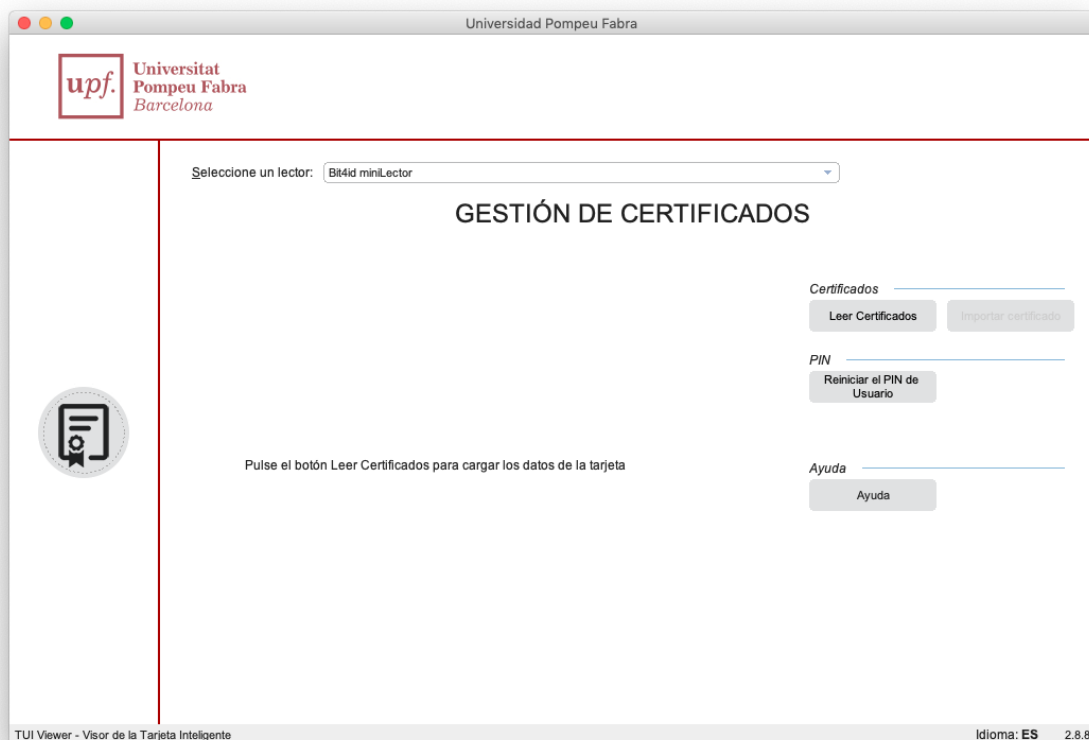 Universidad Pompeu Fabra
upf.
Universitat
Pompeu Fabra
Barcelona
Seleccione un lector: Bit4id miniLector
GESTIÓN DE CERTIFICADOS
Certificados
Leer Certificados
Importar certificado
PIN
Reiniciar el PIN de
Usuario
Pulse el botón Leer Certificados para cargar los datos de la tarjeta
Ayuda
Ayuda
TUI Viewer - Visor de la Tarjeta Inteligente
Idioma: ES
2.8.8